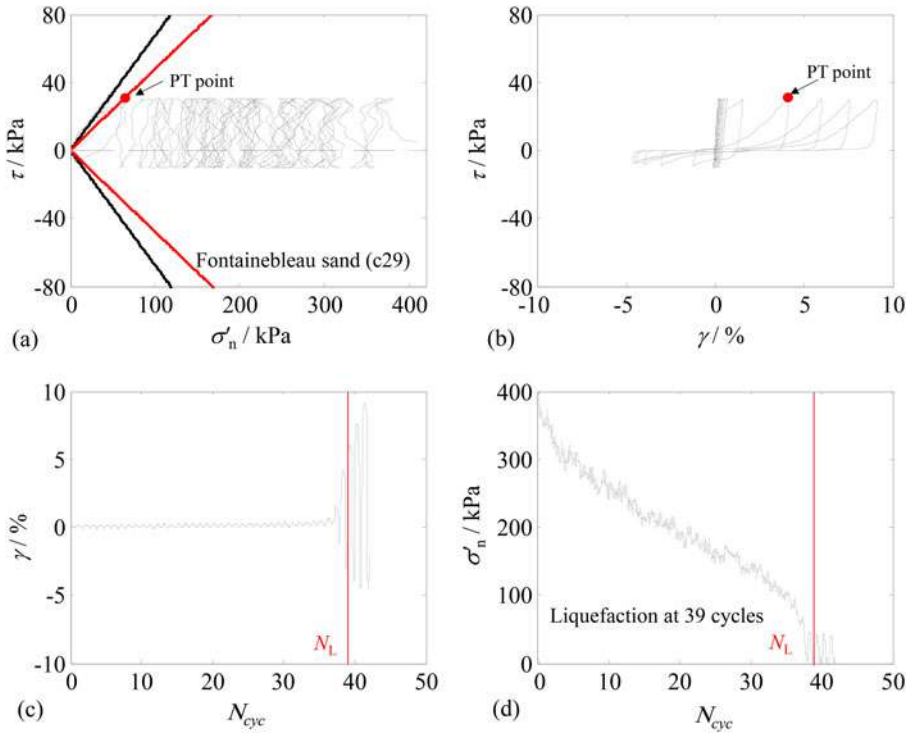 80
40
0
-40
-80
τ / kPa
PT point
Fontainebleau sand (c29)
0 100 200 300 400
(a)
σ′n / kPa
80
40
0
-40
-80
τ / kPa
PT point
-10 -5 0 5 10
(b)
γ / %
10
5
0
-5
-10
γ / %
NL
0 10 20 30 40 50
(c)
Ncyc
400
300
200
100
0
σ′n / kPa
Liquefaction at 39 cycles
NL
0 10 20 30 40 50
(d)
Ncyc